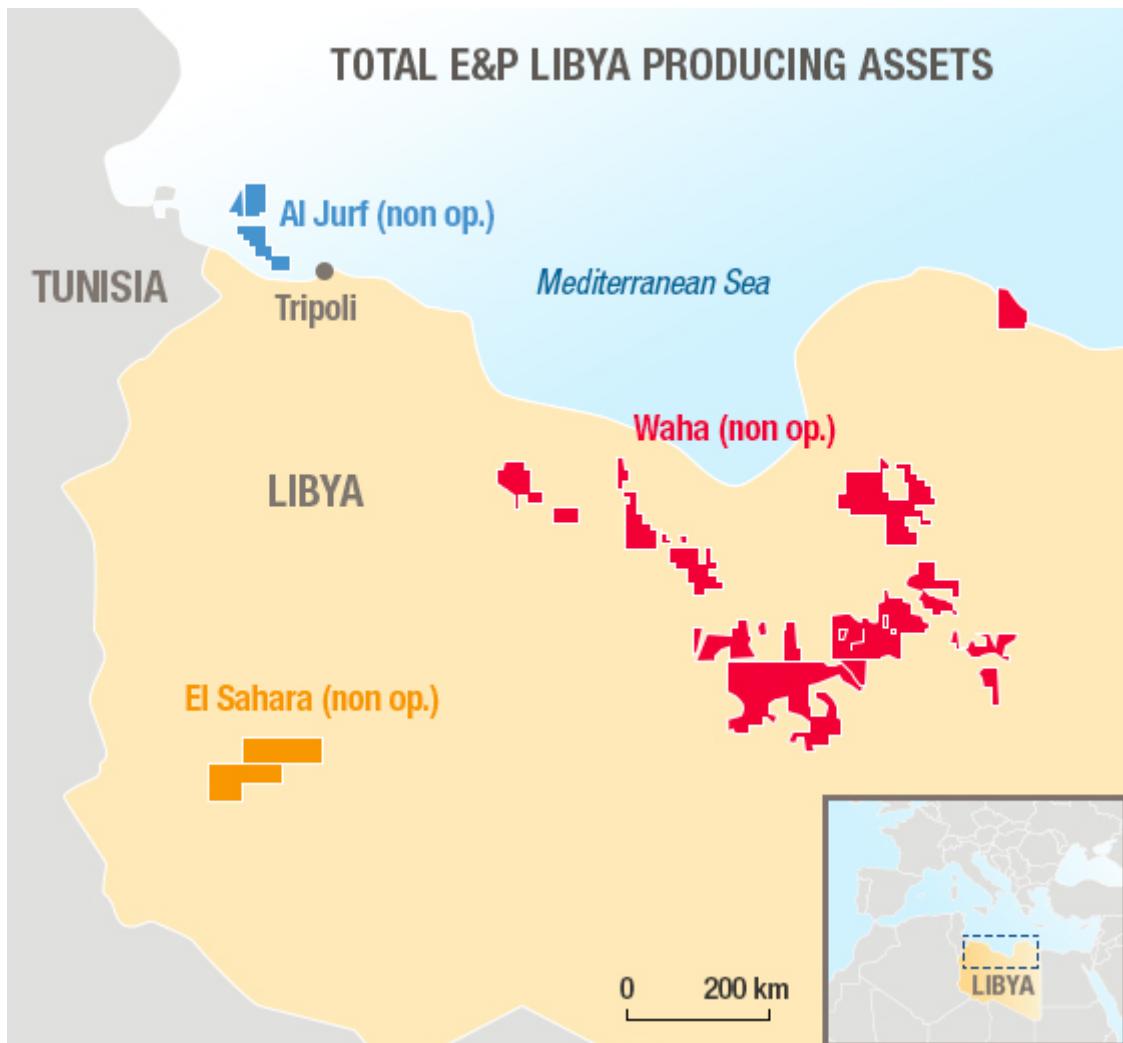 TOTAL E&P LIBYA PRODUCING ASSETS
Al Jurf (non op.)
TUNISIA
Mediterranean Sea
Tripoli
Waha (non op.)
LIBYA
El Sahara (non op.)
0 200 km
LIBYA